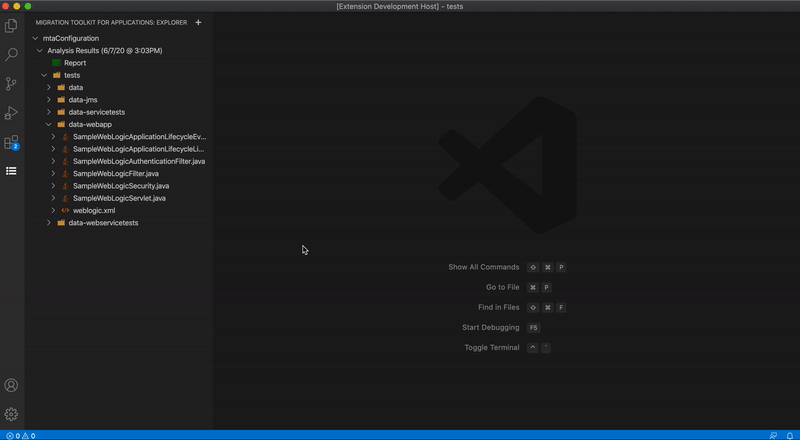 [Extension Development Host] - tests
MIGRATION TOOLKIT FOR APPLICATIONS: EXPLORER +
mtaConfiguration
Analysis Results (6/7/20 @ 3:03PM)
Report
tests
data
data-jms
data-servicetests
data-webapp
SampleWebLogicApplicationLifecycleEv...
SampleWebLogicApplicationLifecycleLi...
SampleWebLogicAuthenticationFilter.java
SampleWebLogicFilter.java
SampleWebLogicSecurity.java
SampleWebLogicServlet.java
weblogic.xml
data-webservicetests
2
Show All Commands ⇧ ⌘ P
Go to File ⌘ P
Find in Files ⇧ ⌘ F
Start Debugging F5
Toggle Terminal ^ `
0 0